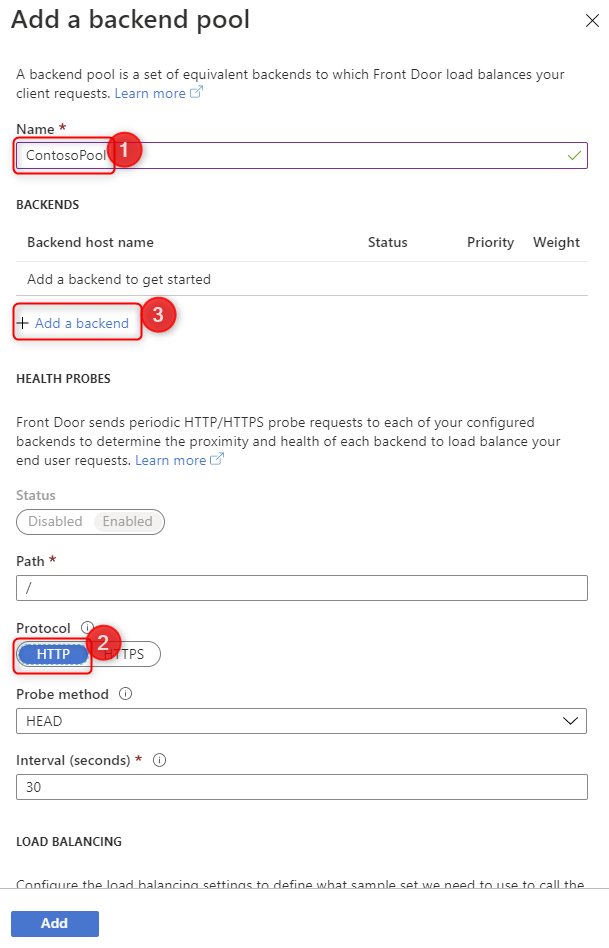 Add a backend pool
A backend pool is a set of equivalent backends to which Front Door load balances your
client requests. Learn more
Name *
ContosoPool
1
BACKENDS
Backend host name Status Priority Weight
Add a backend to get started
+ Add a backend
3
HEALTH PROBES
Front Door sends periodic HTTP/HTTPS probe requests to each of your configured
backends to determine the proximity and health of each backend to load balance your
end user requests. Learn more
Status
Disabled Enabled
Path *
/
Protocol
2
HTTP HTTPS
Probe method
HEAD
Interval (seconds) *
30
LOAD BALANCING
Configure the load balancing settings to define what sample set we need to use to call the
Add